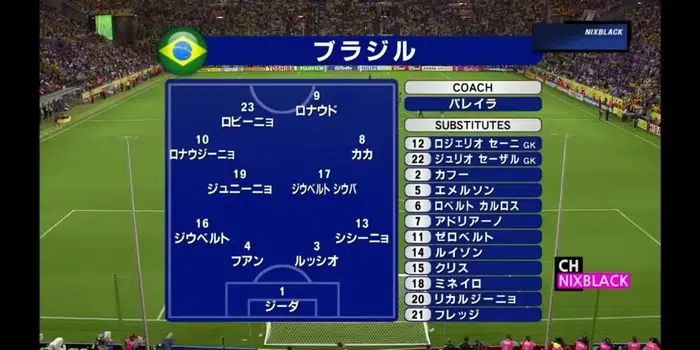 ブラジル
NIXBLACK
9
ロナウド
23
ロビーニョ
10
ロナウジーニョ
8
カカ
19
ジュニーニョ
17
ジウベルト シウバ
16
ジウベルト
13
シシーニョ
4
フアン
3
ルッシオ
1
ジーダ
COACH
パレイラ
SUBSTITUTES
12 ロジェリオ セーニ GK
22 ジュリオ セーザル GK
2 カフー
5 エメルソン
6 ロベルト カルロス
7 アドリアーノ
11 ゼロベルト
14 ルイゾン
15 クリス
18 ミネイロ
20 リカルジーニョ
21 フレッジ
CH
NIXBLACK